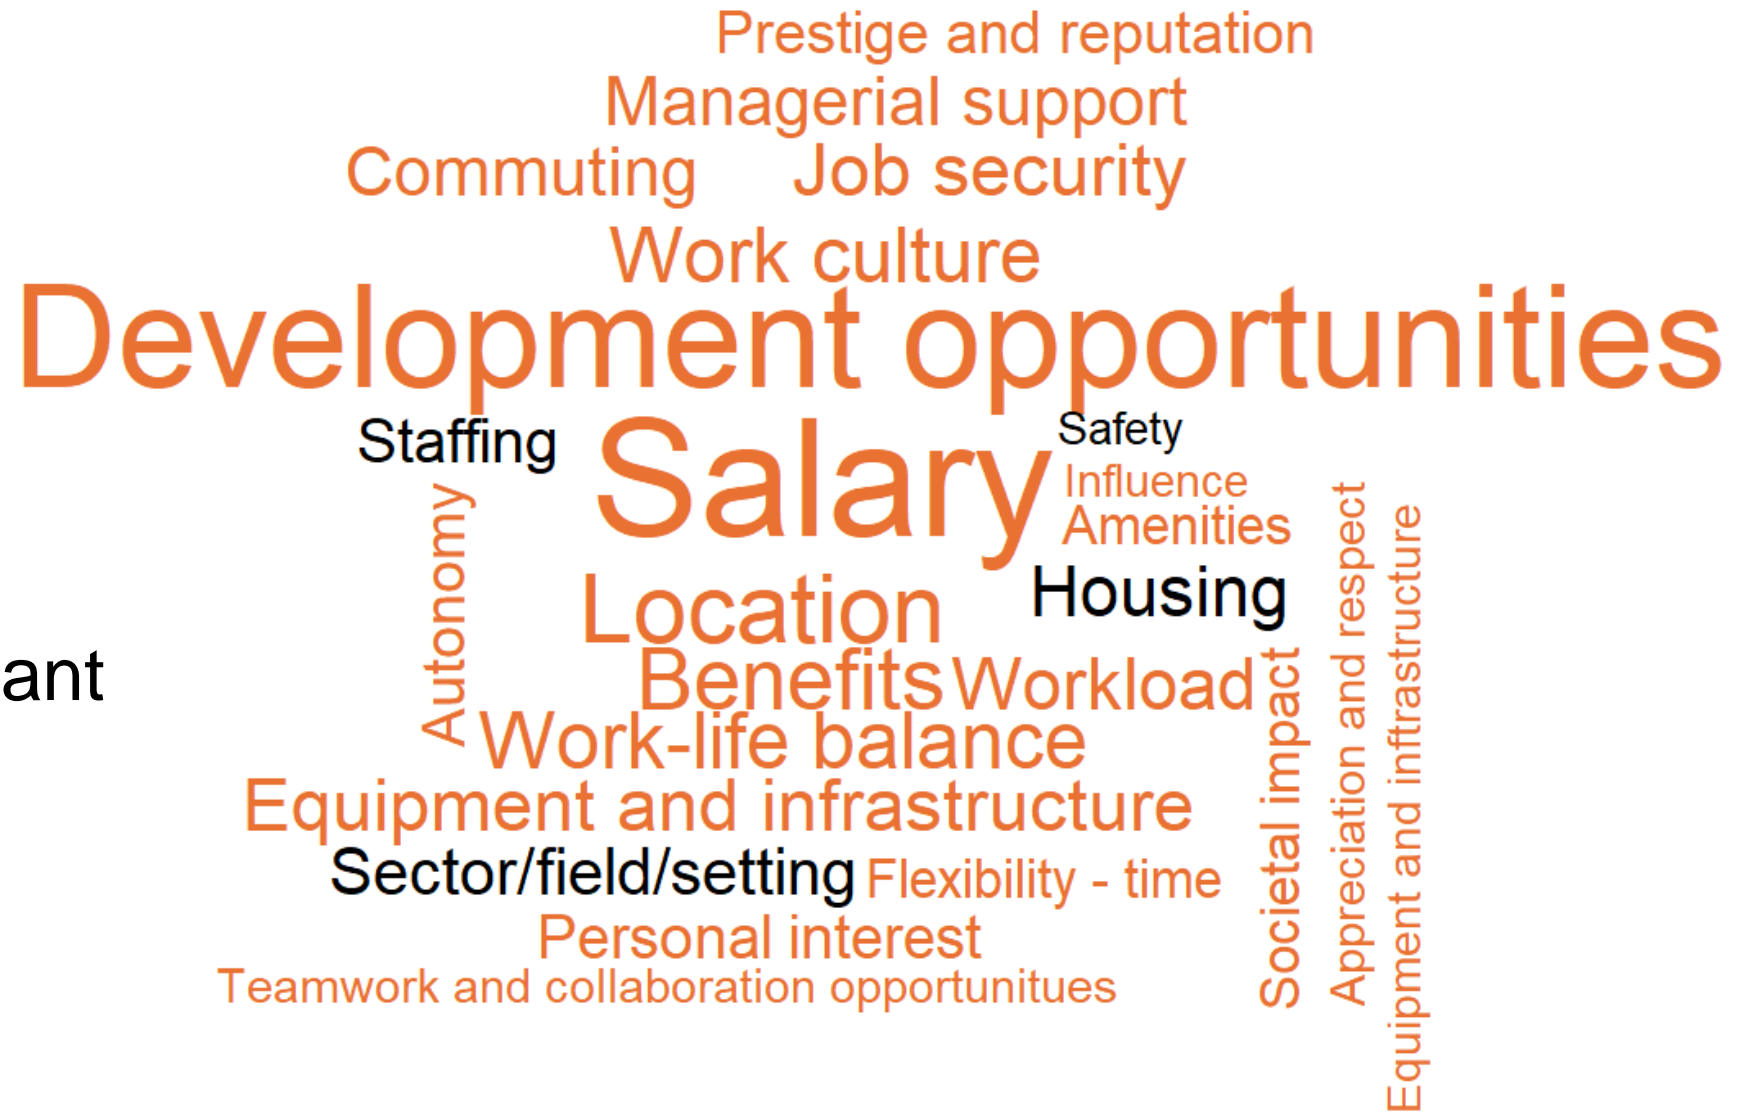 Prestige and reputation
Managerial support
Commuting
Job security
Work culture
Development opportunities
Staffing
Salary
Safety
Influence
Amenities
Autonomy
Location
Housing
ant
Benefits
Workload
Work-life balance
Equipment and infrastructure
Sector/field/setting
Flexibility - time
Personal interest
Teamwork and collaboration opportunitues
Societal impact
Appreciation and respect
Equipment and inftrastructure